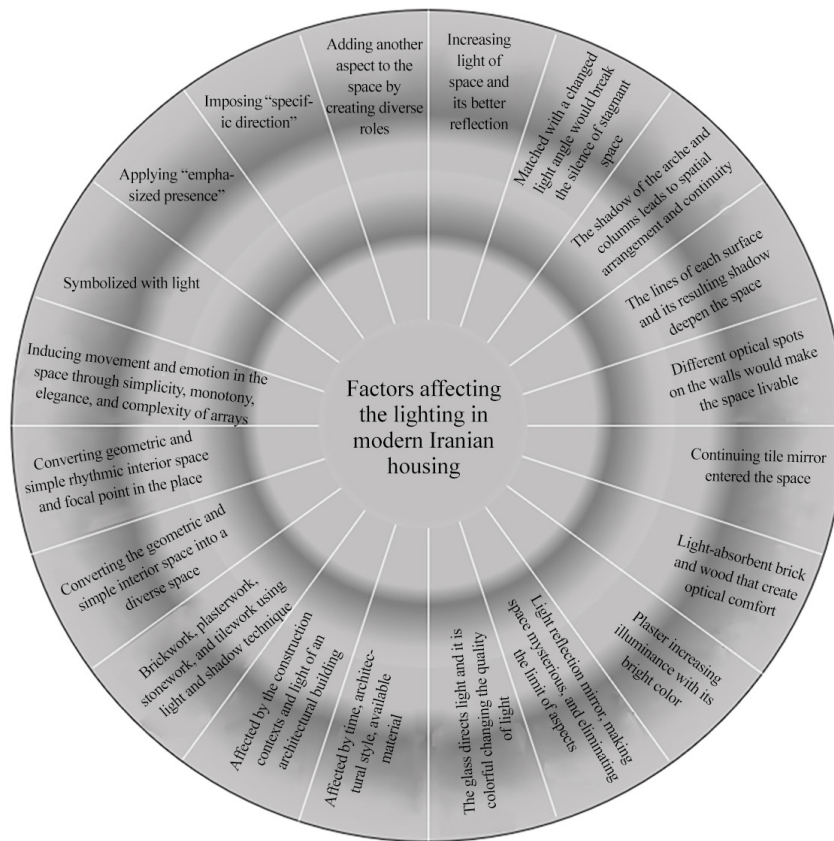 Factors affecting
the lighting in
modern Iranian
housing
Increasing
light of
space and
its better
reflection
Matched with a changed
light angle would break
the silence of stagnant
space
The shadow of the arche and
columns leads to spatial
arrangement and continuity
The lines of each surface
and its resulting shadow
deepen the space
Different optical spots
on the walls would make
the space livable
Continuing tile mirror
entered the space
Light-absorbent brick
and wood that create
optical comfort
Plaster increasing
illuminance with its
bright color
Light reflection mirror, making
space mysterious, and eliminating
the limit of aspects
The glass directs light and it is
colorful changing the quality
of light
Affected by time, architec-
tural style, available
material
Affected by the construction
contexts and light of an
architectural building
Brickwork, plasterwork,
stonework, and tilework using
light and shadow technique
Converting the geometric and
simple interior space into a
diverse space
Converting geometric and
simple rhythmic interior space
and focal point in the place
Inducing movement and emotion in the
space through simplicity, monotony,
elegance, and complexity of arrays
Symbolized with light
Applying “empha-
sized presence”
Imposing “specif-
ic direction”
Adding another
aspect to the
space by
creating diverse
roles